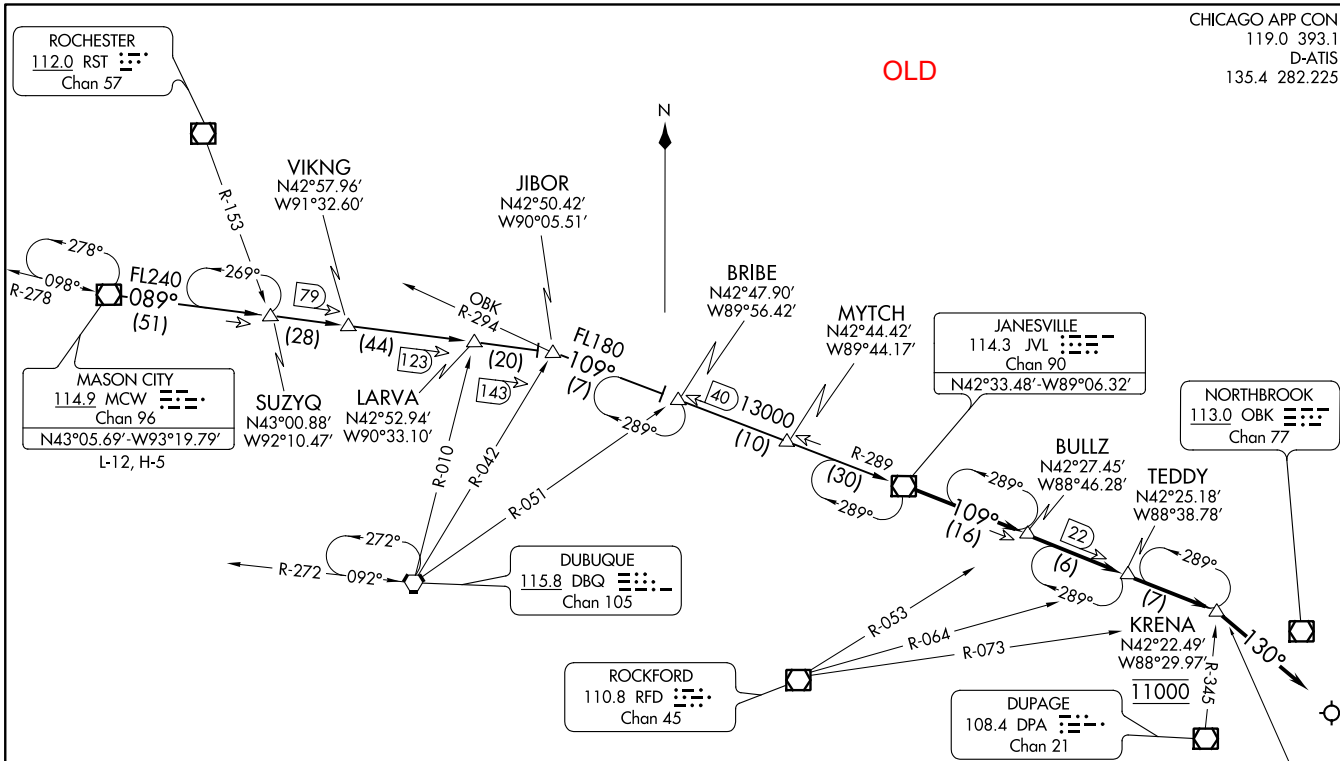 CHICAGO APP CON
119.0 393.1
D-ATIS
135.4 282.225
OLD
ROCHESTER
112.0 RST
Chan 57
N
VIKNG
N42°57.96'
W91°32.60'
JIBOR
N42°50.42'
W90°05.51'
R-153
BRIBE
N42°47.90'
W89°56.42'
278°
098°
R-278
FL240
089°
(51)
269°
79
(28)
(44)
OBK
R-294
123
(20)
143
FL180
109°
(7)
289°
MYTCH
N42°44.42'
W89°44.17'
JANESVILLE
114.3 JVL
Chan 90
N42°33.48'-W89°06.32'
MASON CITY
114.9 MCW
Chan 96
N43°05.69'-W93°19.79'
L-12, H-5
SUZYQ
N43°00.88'
W92°10.47'
LARVA
N42°52.94'
W90°33.10'
40
13000
(10)
R-289
(30)
289°
NORTHBROOK
113.0 OBK
Chan 77
BULLZ
N42°27.45'
W88°46.28'
TEDDY
N42°25.18'
W88°38.78'
R-010
R-042
R-051
289°
109°
(16)
22
(6)
289°
289°
(7)
272°
R-272
092°
DUBUQUE
115.8 DBQ
Chan 105
R-053
R-064
R-073
KRENA
N42°22.49'
W88°29.97'
11000
130°
R-345
ROCKFORD
110.8 RFD
Chan 45
DUPAGE
108.4 DPA
Chan 21